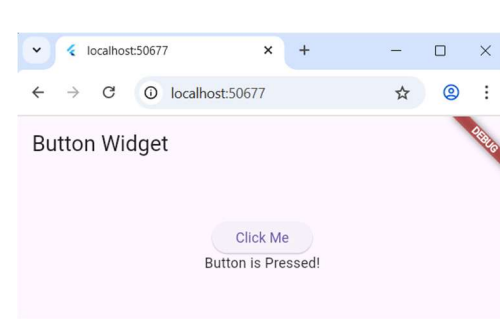 localhost:50677
localhost:50677
Button Widget
DEBUG
Click Me
Button is Pressed!